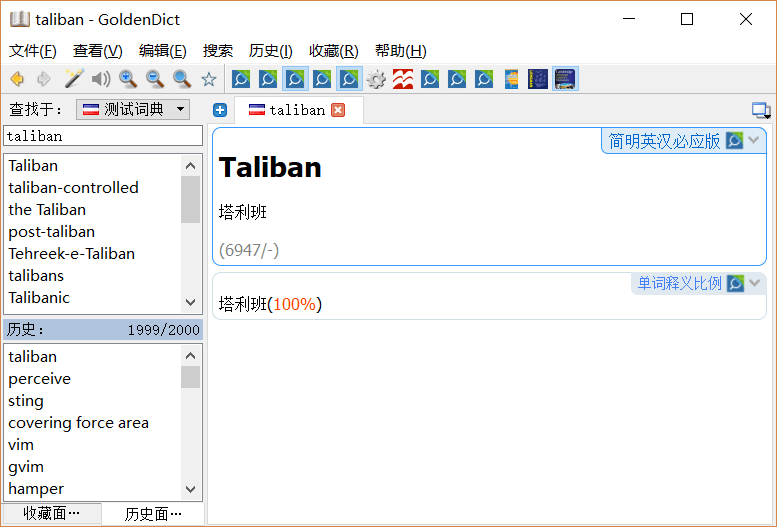 taliban - GoldenDict
文件(F) 查看(V) 编辑(E) 搜索 历史(I) 收藏(R) 帮助(H)
查找于： 测试词典 taliban
taliban
Taliban
taliban-controlled
the Taliban
post-taliban
Tehreek-e-Taliban
talibans
Talibanic
历史： 1999/2000
taliban
perceive
sting
covering force area
vim
gvim
hamper
收藏面… 历史面…
简明英汉必应版
Taliban
塔利班
(6947/-)
单词释义比例
塔利班(100%)